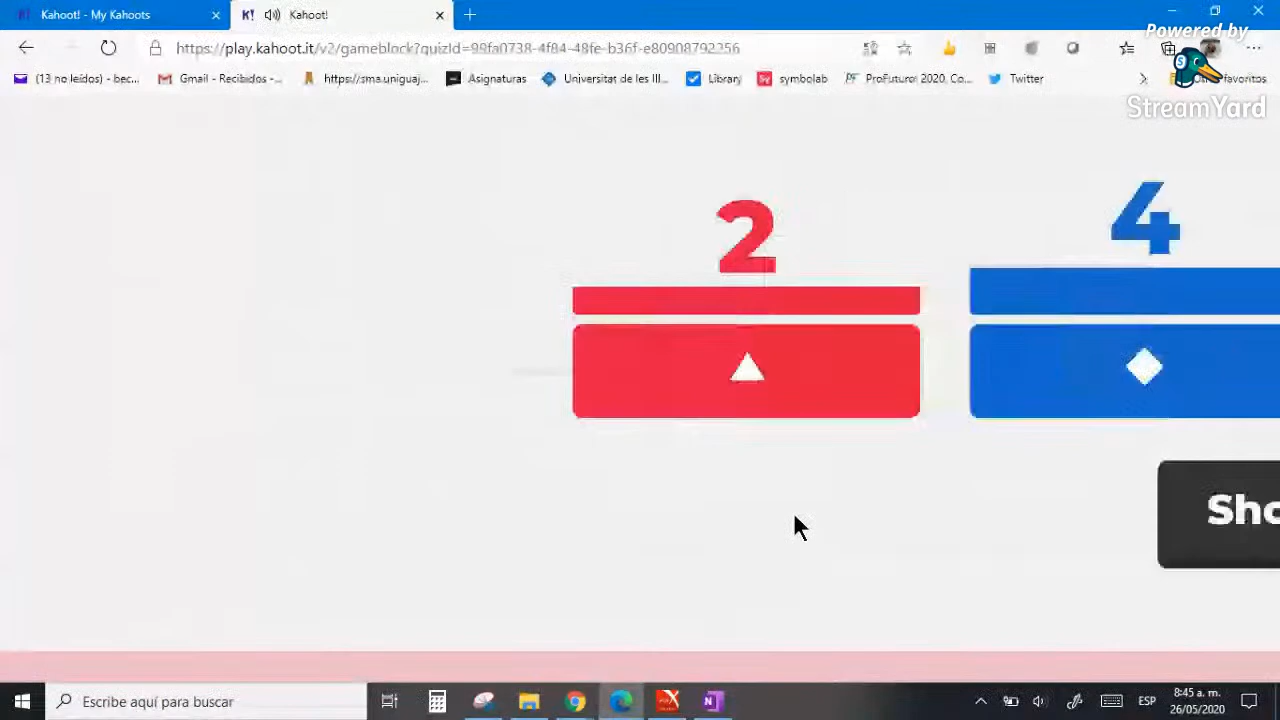 Kahoot! - My Kahoots
Kahoot!
Powered by
https://play.kahoot.it/v2/gameblock?quizId=99fa0738-4f84-48fe-b36f-e80908792356
(13 no leídos) - bec...
Gmail - Recibidos -...
https://sma.uniguaj...
Asignaturas
Universitat de les Ill...
Library
symbolab
ProFuturo 2020. Co...
Twitter
Otros favoritos
StreamYard
2
4
Sho
Escribe aquí para buscar
ESP
8:45 a. m.
26/05/2020